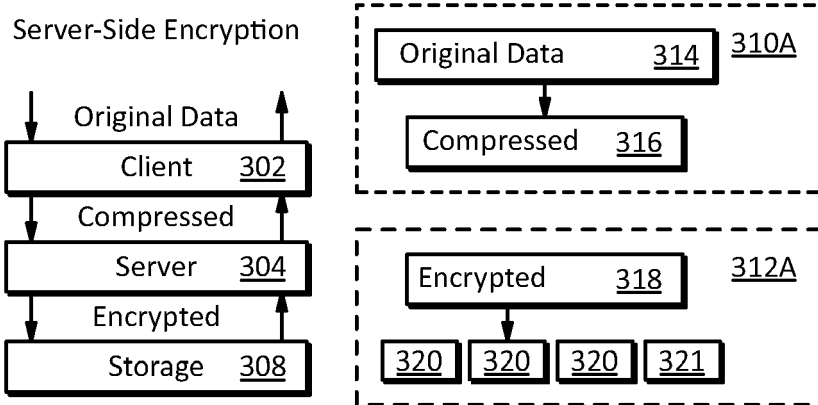 Server-Side Encryption
Original Data
Client 302
Compressed
Server 304
Encrypted
Storage 308
310A
Original Data 314
Compressed 316
312A
Encrypted 318
320 320 320 321